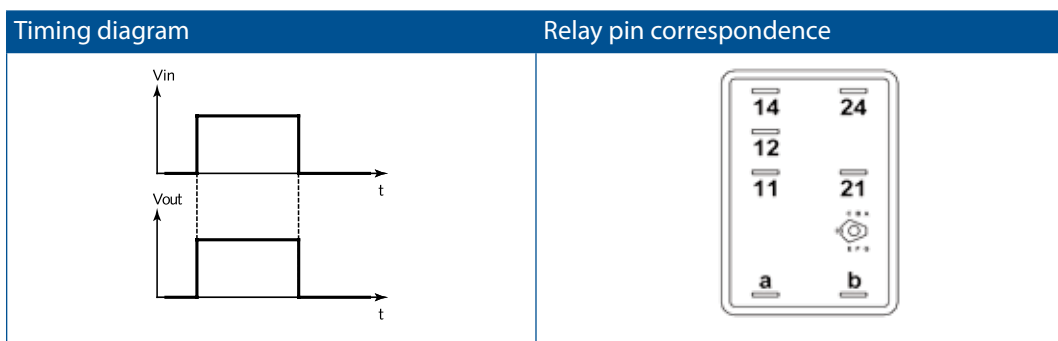 Timing diagram
Relay pin correspondence
Vin
t
Vout
t
14 24
12
11 21
a b